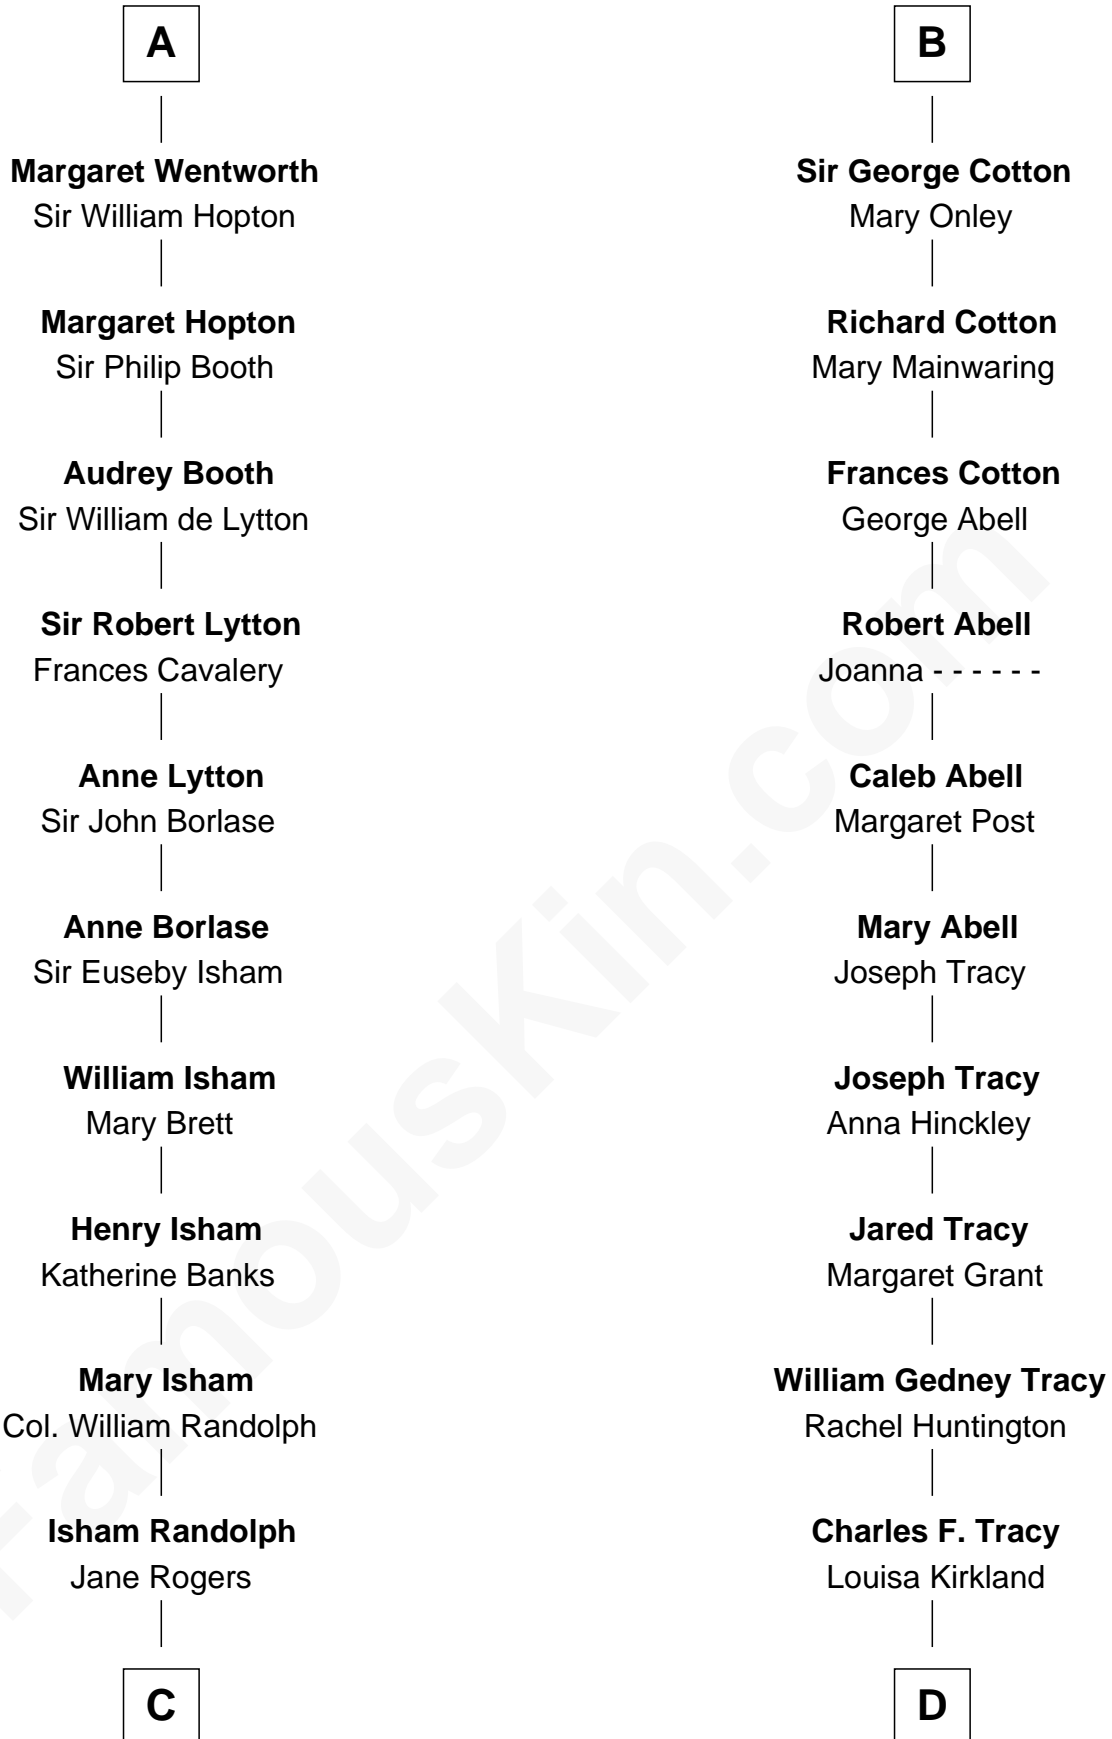 A
Margaret Wentworth
Sir William Hopton
Margaret Hopton
Sir Philip Booth
Audrey Booth
Sir William de Lytton
Sir Robert Lytton
Frances Cavalery
Anne Lytton
Sir John Borlase
Anne Borlase
Sir Euseby Isham
William Isham
Mary Brett
Henry Isham
Katherine Banks
Mary Isham
Col. William Randolph
Isham Randolph
Jane Rogers
C
B
Sir George Cotton
Mary Onley
Richard Cotton
Mary Mainwaring
Frances Cotton
George Abell
Robert Abell
Joanna - - - - - -
Caleb Abell
Margaret Post
Mary Abell
Joseph Tracy
Joseph Tracy
Anna Hinckley
Jared Tracy
Margaret Grant
William Gedney Tracy
Rachel Huntington
Charles F. Tracy
Louisa Kirkland
D
FamousKin.com